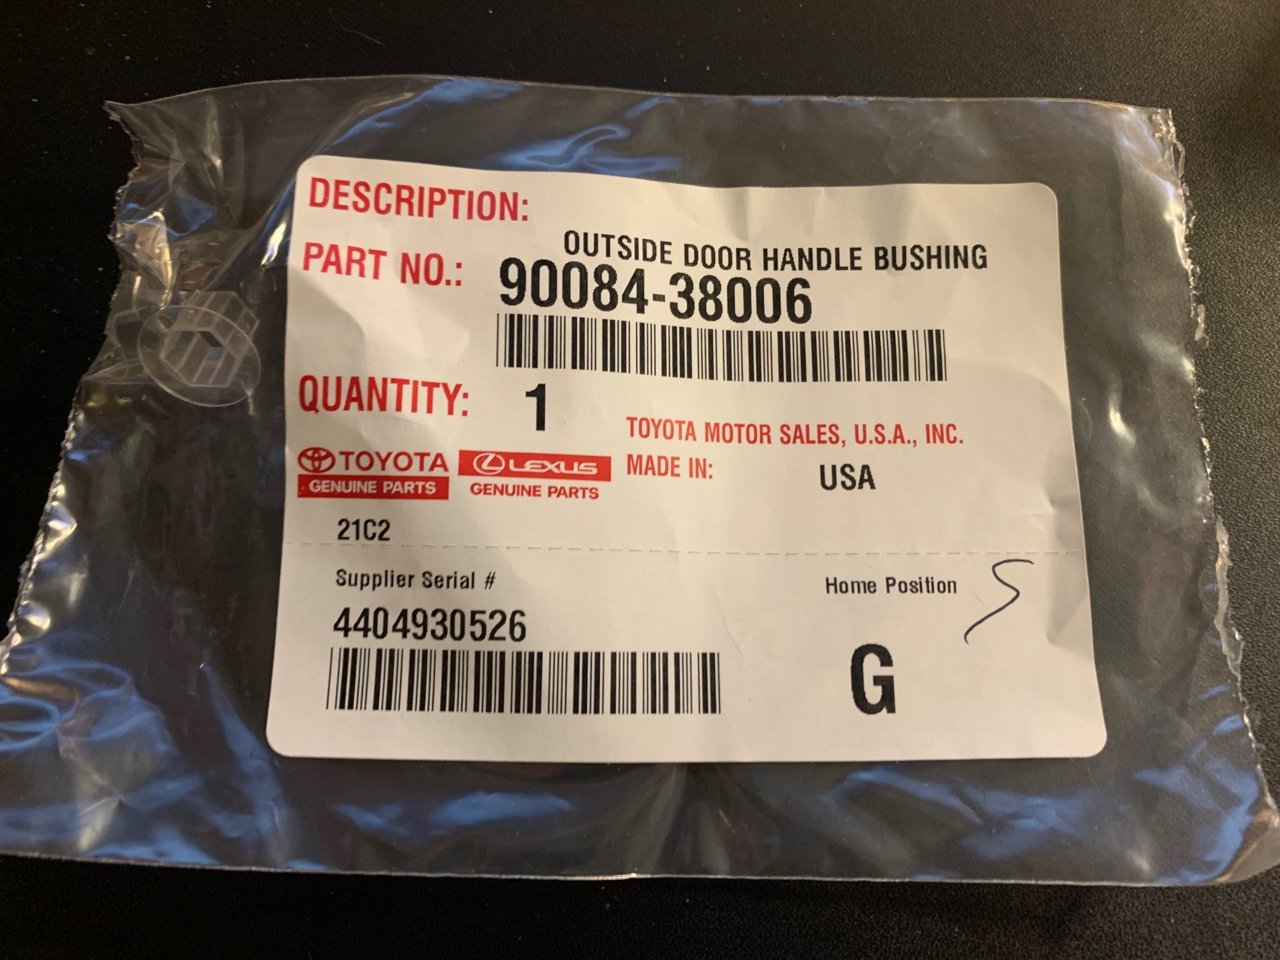 DESCRIPTION:
OUTSIDE DOOR HANDLE BUSHING
PART NO.: 90084-38006
QUANTITY: 1
TOYOTA MOTOR SALES, U.S.A., INC.
TOYOTA LEXUS MADE IN: USA
GENUINE PARTS GENUINE PARTS
21C2
Supplier Serial # Home Position S
4404930526
G